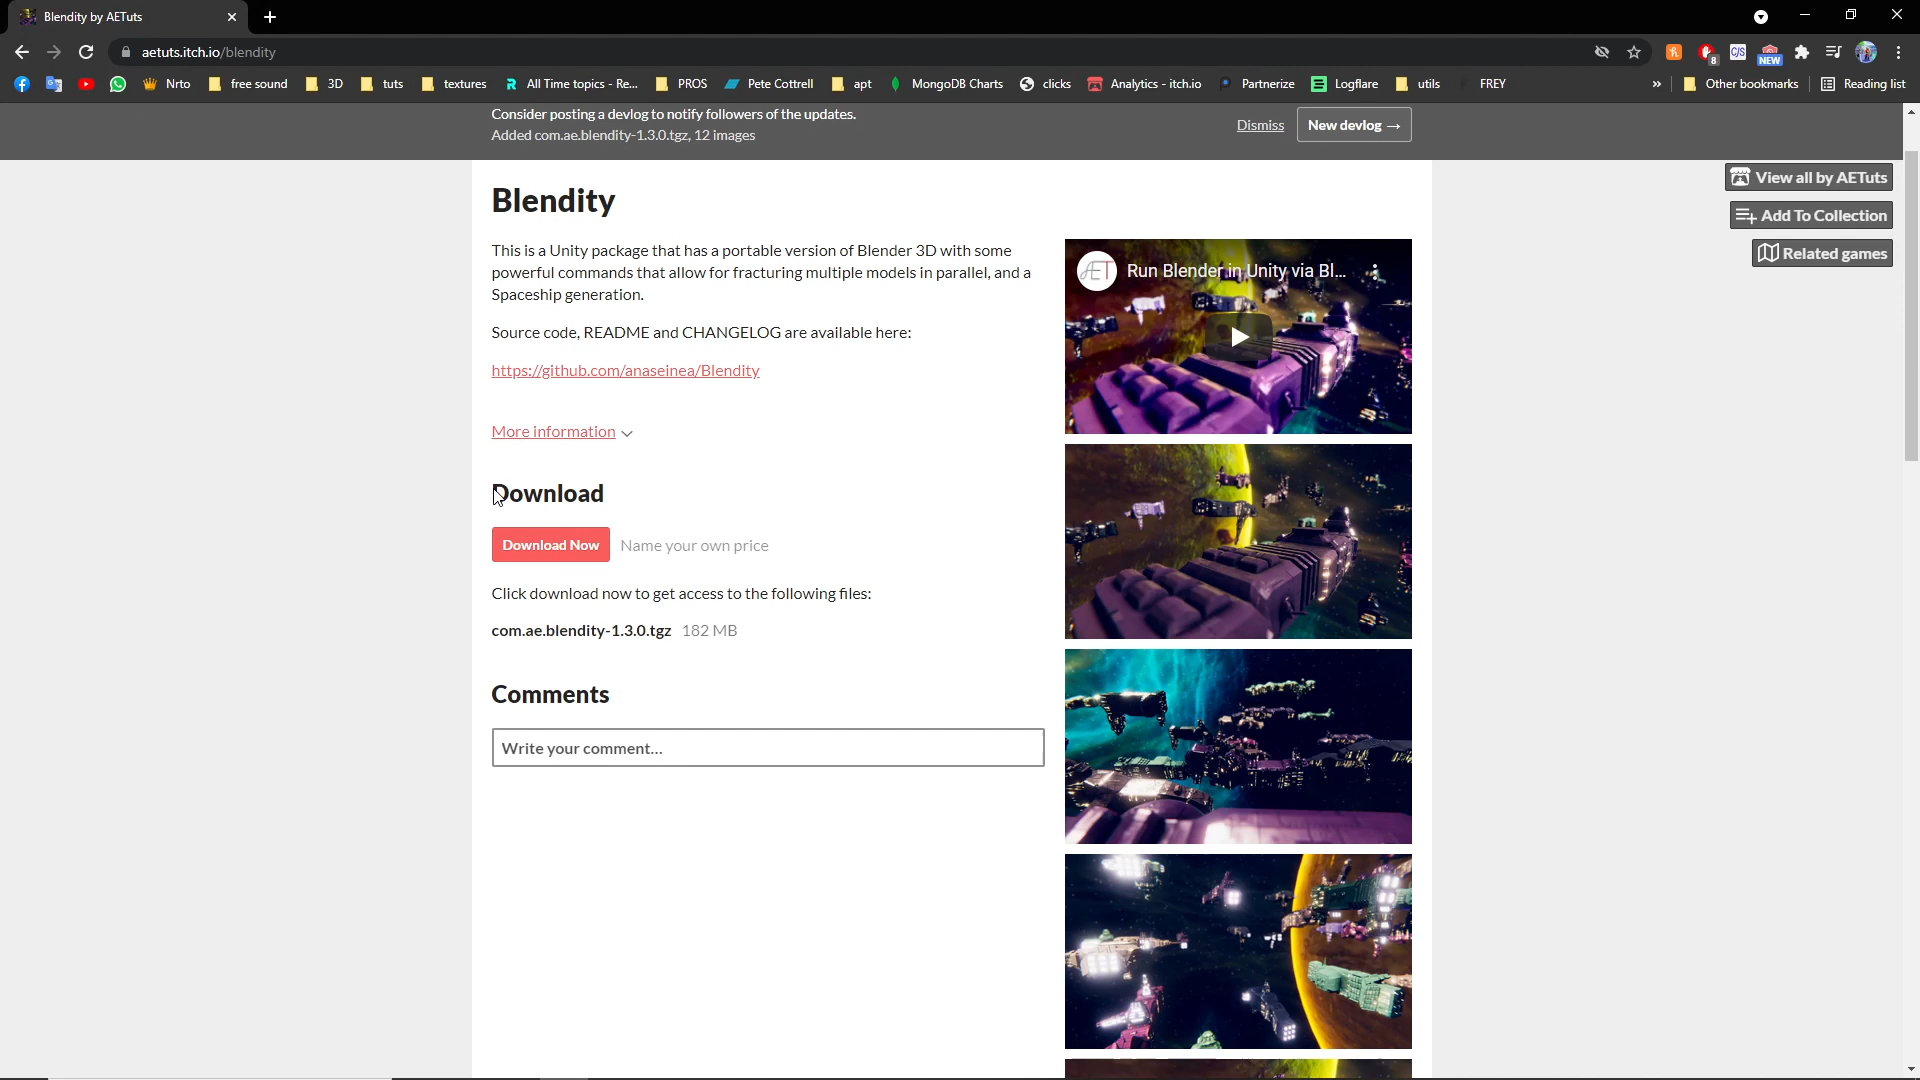 Blendity by AETuts
aetuts.itch.io/blendity
8
C/S
NEW
Nrto
free sound
3D
tuts
textures
All Time topics - Re...
PROS
Pete Cottrell
apt
MongoDB Charts
clicks
Analytics - itch.io
Partnerize
Logflare
utils
FREY
»
Other bookmarks
Reading list
Consider posting a devlog to notify followers of the updates.
Added com.ae.blendity-1.3.0.tgz, 12 images
Dismiss
New devlog →
View all by AETuts
Add To Collection
Related games
Blendity
This is a Unity package that has a portable version of Blender 3D with some
powerful commands that allow for fracturing multiple models in parallel, and a
Spaceship generation.
Source code, README and CHANGELOG are available here:
https://github.com/anaseinea/Blendity
More information
Download
Download Now
Name your own price
Click download now to get access to the following files:
com.ae.blendity-1.3.0.tgz 182 MB
Comments
Write your comment...
AET
Run Blender in Unity via Bl...